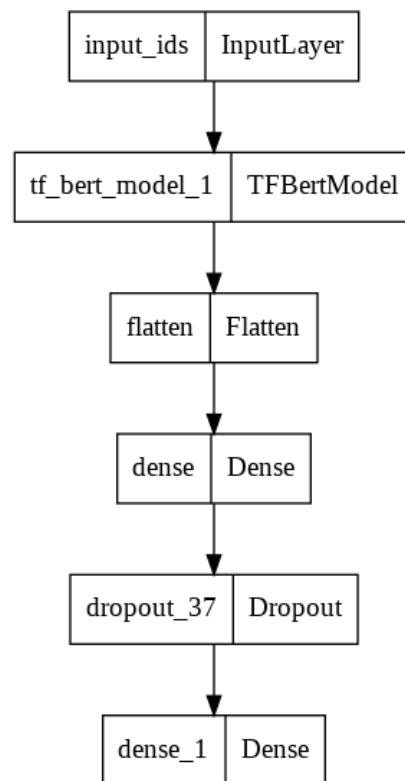 input_ids InputLayer
tf_bert_model_1 TFBertModel
flatten Flatten
dense Dense
dropout_37 Dropout
dense_1 Dense